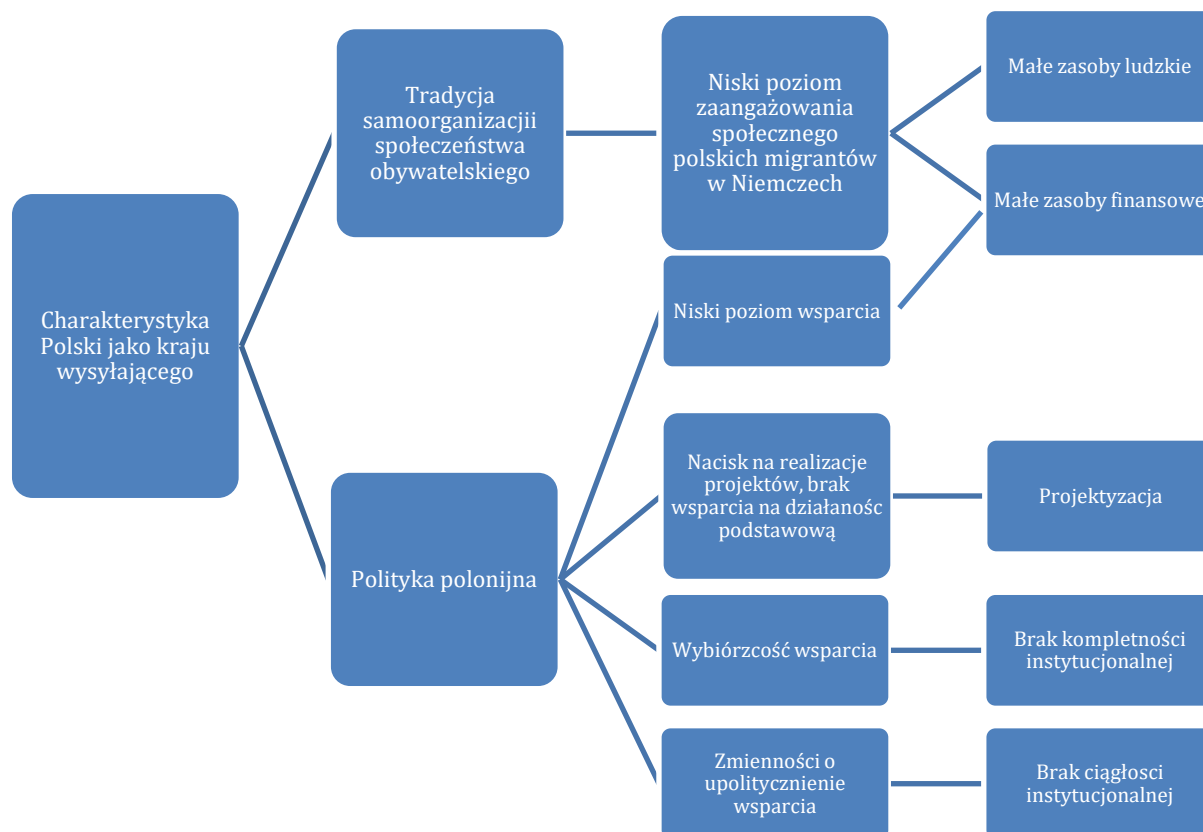 Charakterystyka
Polski jako kraju
wysyłającego
Tradycja
samoorganizacjii
społeczeństwa
obywatelskiego
Niski poziom
zaangażowania
społecznego
polskich migrantów
w Niemczech
Małe zasoby ludzkie
Małe zasoby finansowe
Polityka polonijna
Niski poziom wsparcia
Nacisk na realizacje
projektów, brak
wsparcia na działanośc
podstawową
Projektyzacja
Wybiórzcość wsparcia
Brak kompletności
instytucjonalnej
Zmienności o
upolitycznienie
wsparcia
Brak ciągłosci
instytucjonalnej